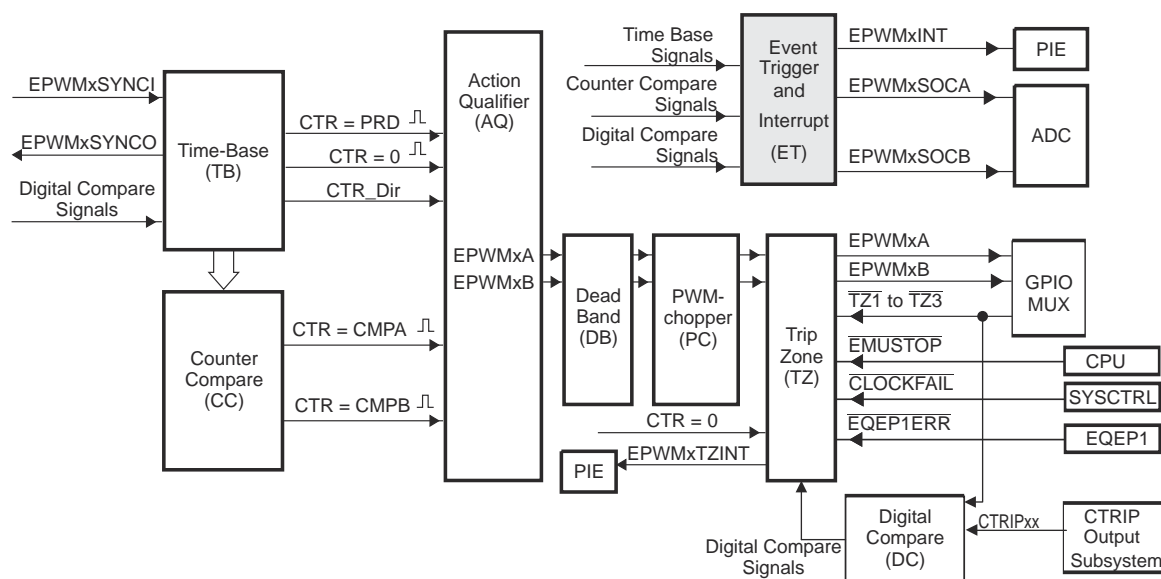 EPWMxSYNCI
EPWMxSYNCO
Digital Compare
Signals
Time-Base
(TB)
CTR = PRD
CTR = 0
CTR_Dir
Counter
Compare
(CC)
CTR = CMPA
CTR = CMPB
Action
Qualifier
(AQ)
EPWMxA
EPWMxB
Dead
Band
(DB)
PWM-
chopper
(PC)
CTR = 0
EPWMxTZINT
PIE
Time Base
Signals
Counter Compare
Signals
Digital Compare
Signals
Event
Trigger
and
Interrupt
(ET)
EPWMxINT
EPWMxSOCA
EPWMxSOCB
PIE
ADC
Trip
Zone
(TZ)
EPWMxA
EPWMxB
TZ1 to TZ3
EMUSTOP
CLOCKFAIL
EQEP1ERR
GPIO
MUX
CPU
SYSCTRL
EQEP1
Digital Compare
Signals
Digital
Compare
(DC)
CTRIPxx
CTRIP
Output
Subsystem